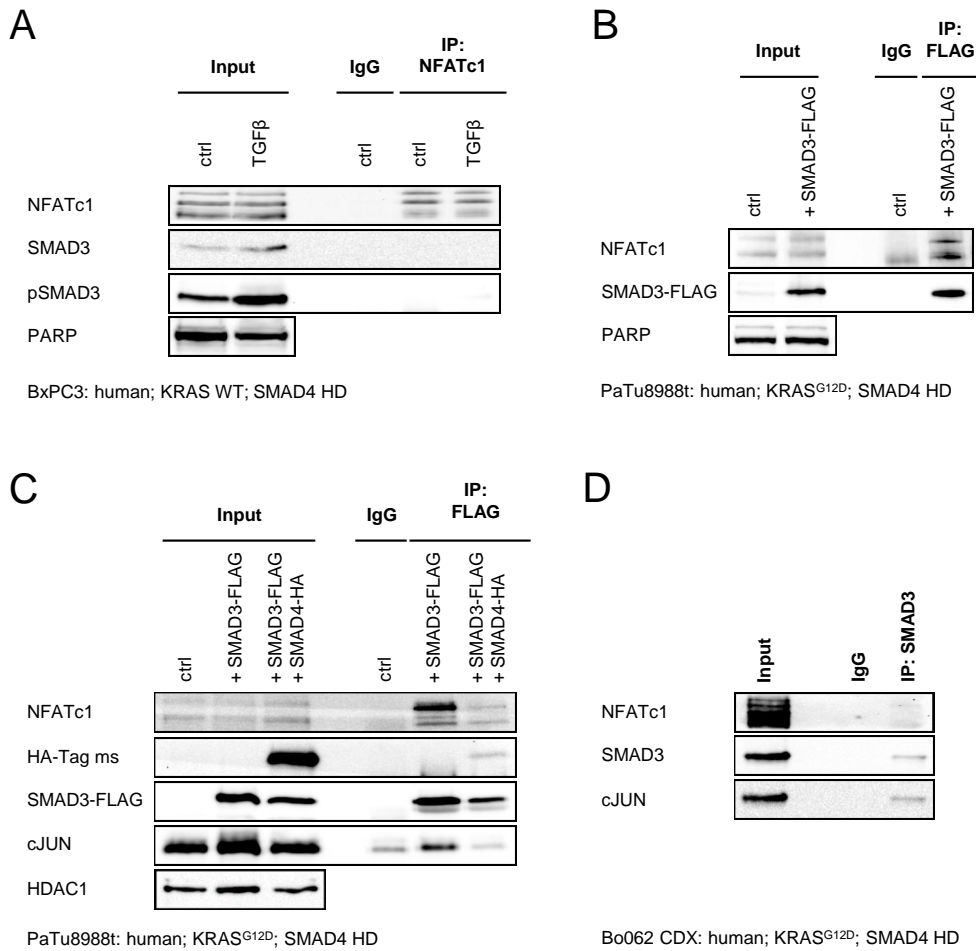 A
Input
IgG
IP:
NFATc1
ctrl
TGFβ
ctrl
ctrl
TGFβ
NFATc1
SMAD3
pSMAD3
PARP
BxPC3: human; KRAS WT; SMAD4 HD
B
Input
IgG
IP:
FLAG
ctrl
+ SMAD3-FLAG
ctrl
+ SMAD3-FLAG
NFATc1
SMAD3-FLAG
PARP
PaTu8988t: human; KRASG12D; SMAD4 HD
C
Input
IgG
IP:
FLAG
ctrl
+ SMAD3-FLAG
+ SMAD3-FLAG
+ SMAD4-HA
ctrl
+ SMAD3-FLAG
+ SMAD3-FLAG
+ SMAD4-HA
NFATc1
HA-Tag ms
SMAD3-FLAG
cJUN
HDAC1
PaTu8988t: human; KRASG12D; SMAD4 HD
D
Input
IgG
IP: SMAD3
NFATc1
SMAD3
cJUN
Bo062 CDX: human; KRASG12D; SMAD4 HD